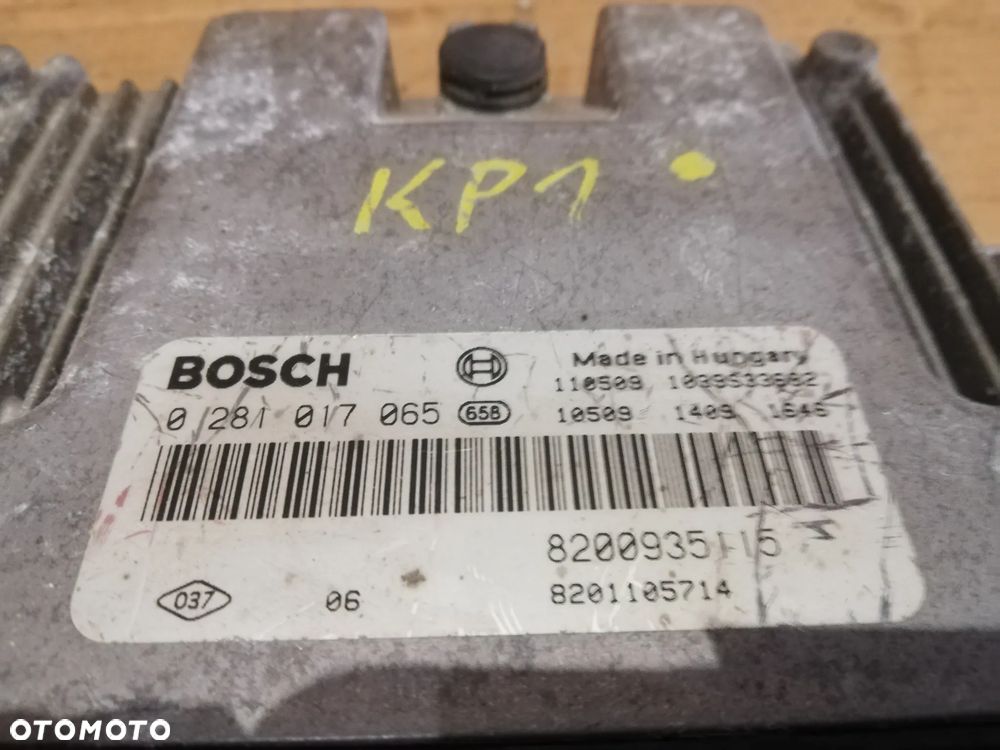 KP1
BOSCH
Made in Hungary
110509 1039S33692
0 281 017 065 658
10509 1409 1646
8200935115
037 06
8201105714
OTOMOTO